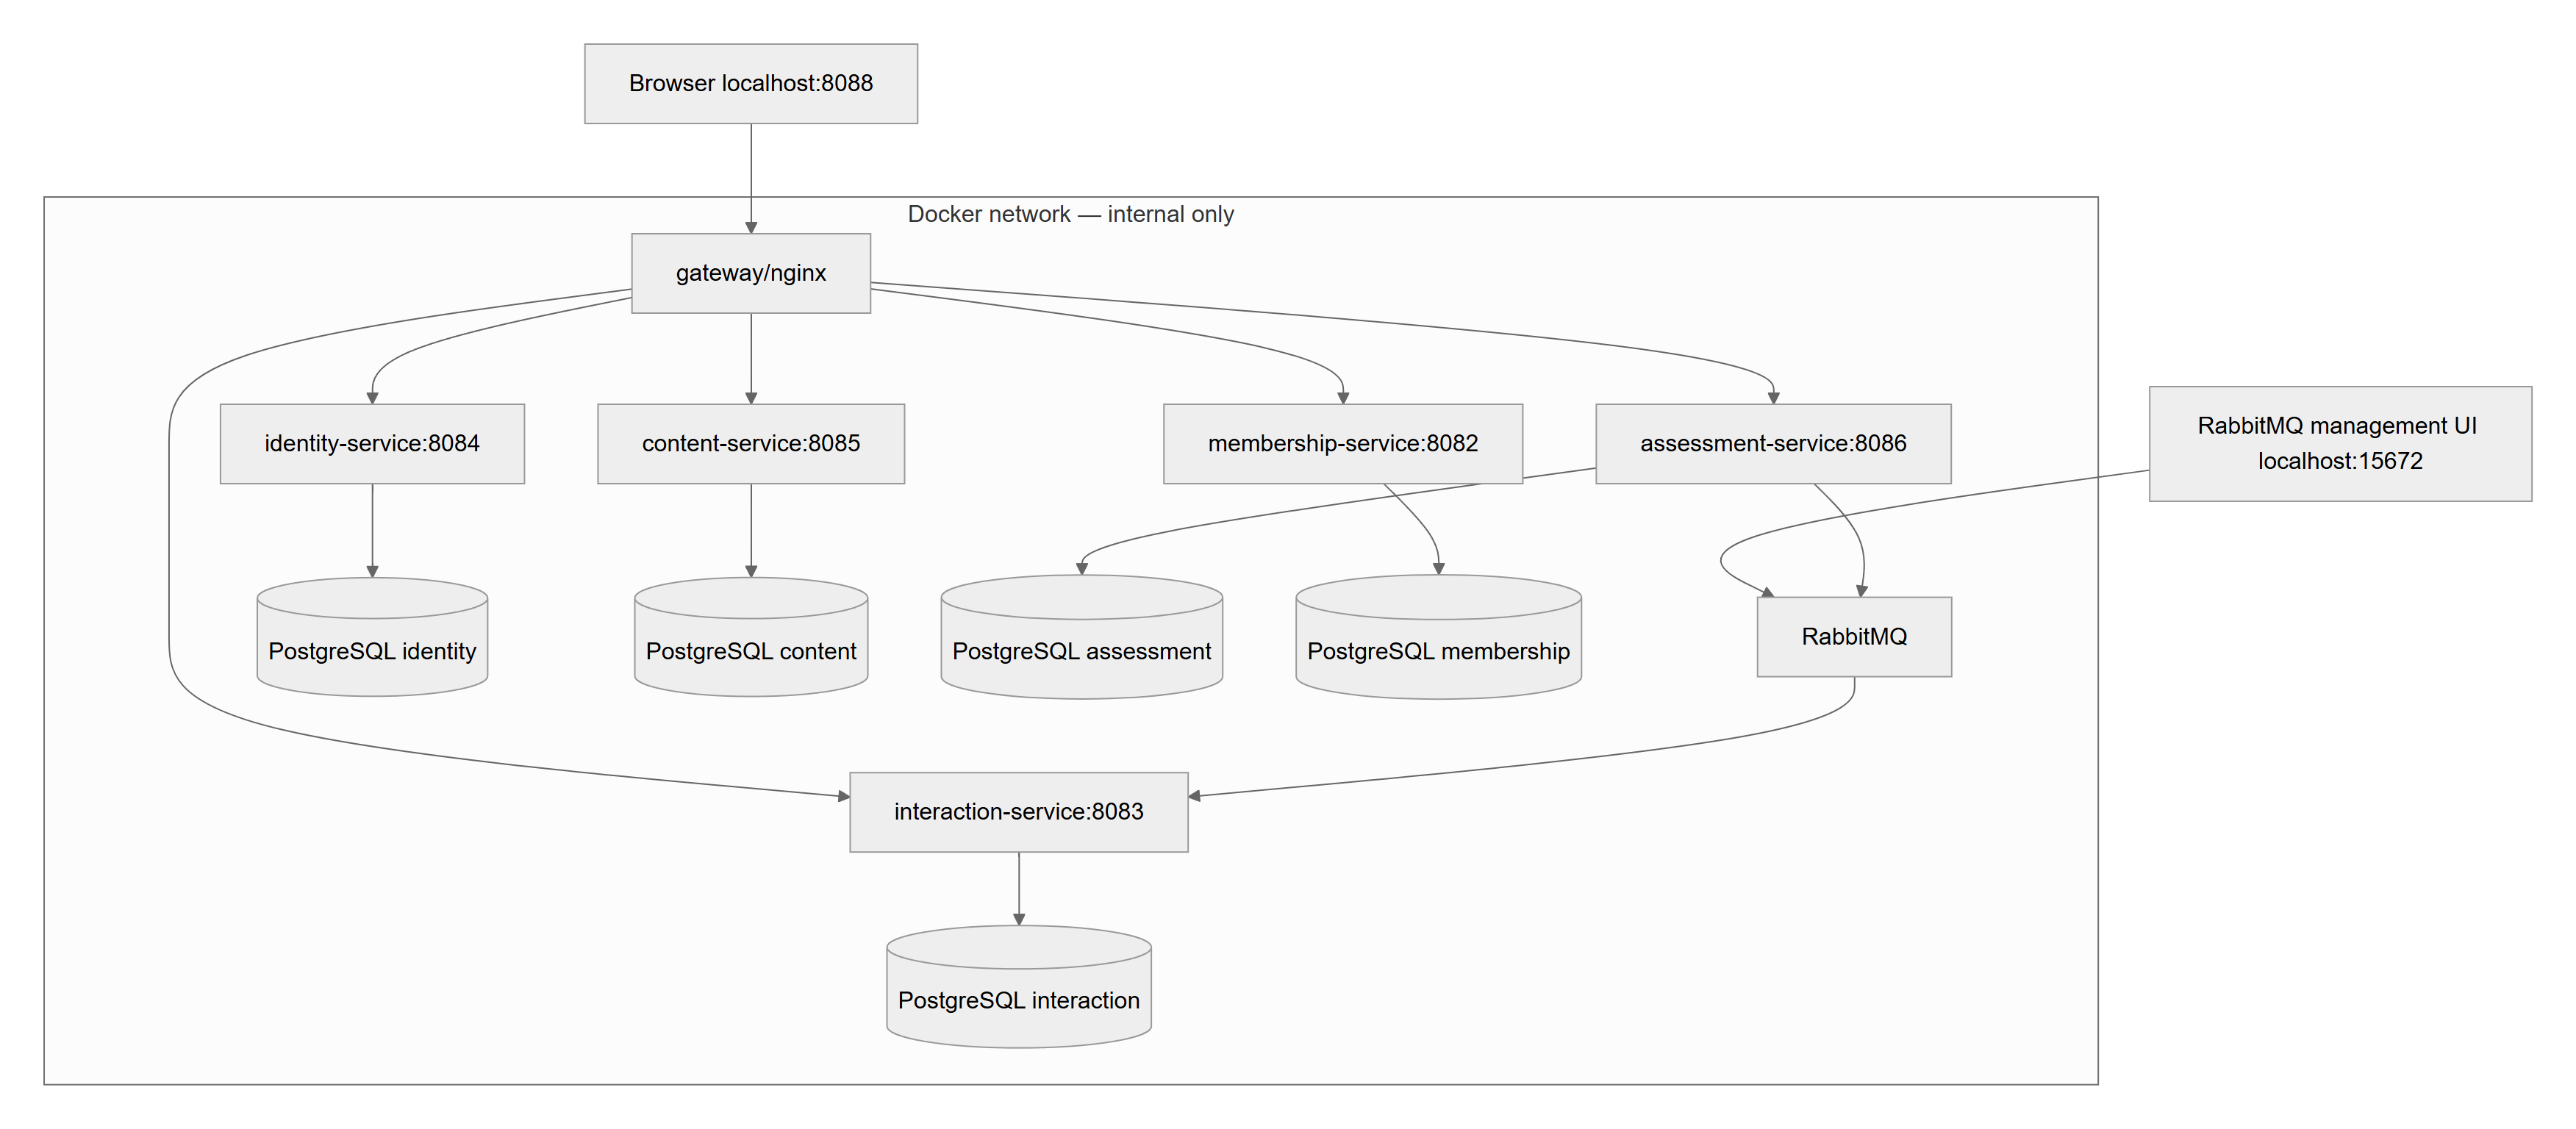 Browser localhost:8088
Docker network — internal only
gateway/nginx
identity-service:8084
content-service:8085
membership-service:8082
assessment-service:8086
RabbitMQ management UI
localhost:15672
PostgreSQL identity
PostgreSQL content
PostgreSQL assessment
PostgreSQL membership
RabbitMQ
interaction-service:8083
PostgreSQL interaction